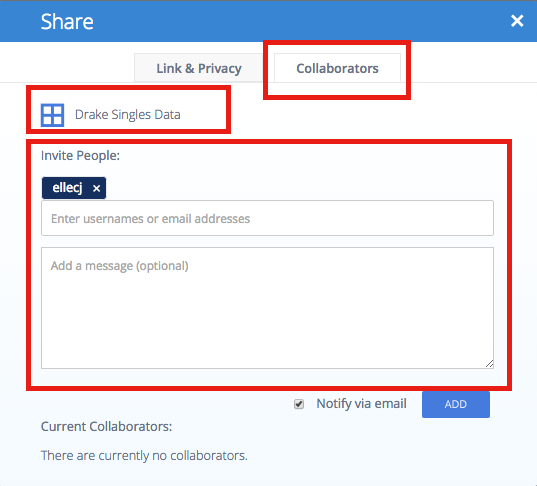 Share
Link & Privacy
Collaborators
Drake Singles Data
Invite People:
ellecj ×
Enter usernames or email addresses
Add a message (optional)
Notify via email
ADD
Current Collaborators:
There are currently no collaborators.